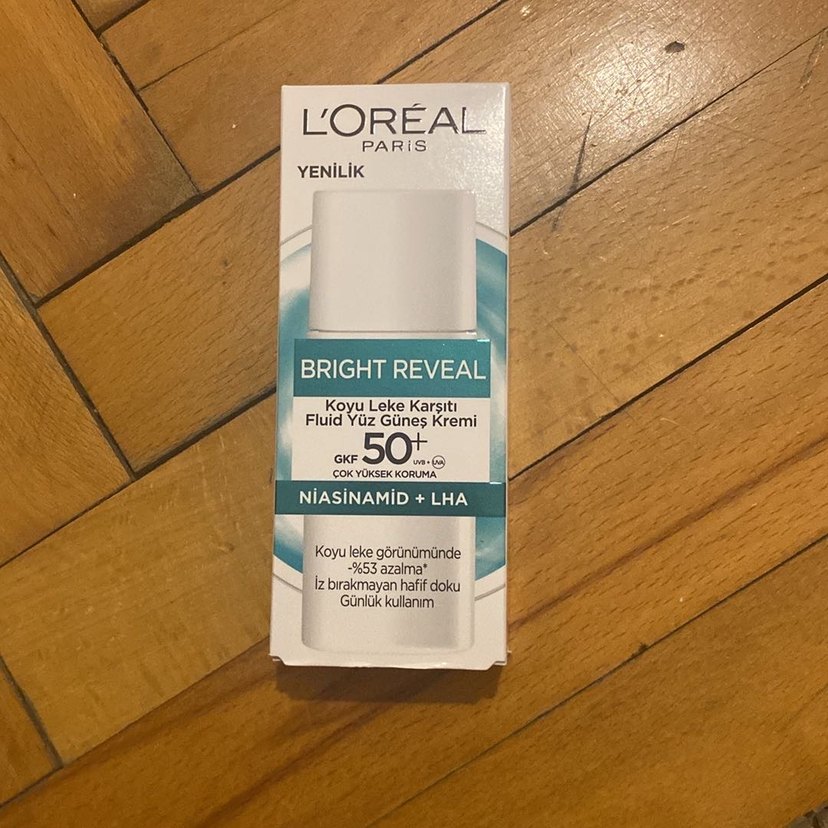 L'ORÉAL
PARiS
YENİLİK
BRIGHT REVEAL
Koyu Leke Karşıtı
Fluid Yüz Güneş Kremi
GKF 50+ UVB + UVA
ÇOK YÜKSEK KORUMA
NİASİNAMİD + LHA
Koyu leke görünümünde
-%53 azalma*
İz bırakmayan hafif doku
Günlük kullanım